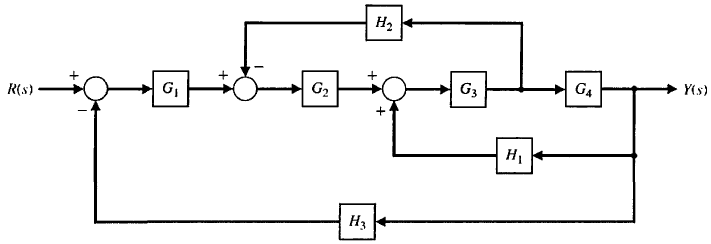 H₂
R(s) + − G₁ + − G₂ + + G₃ G₄ Y(s)
H₁
H₃